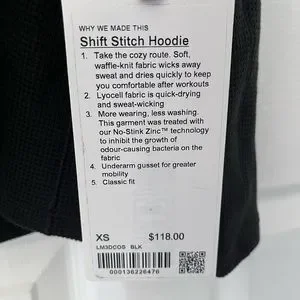 WHY WE MADE THIS
Shift Stitch Hoodie
1. Take the cozy route. Soft,
waffle-knit fabric wicks away
sweat and dries quickly to keep
you comfortable after workouts
2. Lyocell fabric is quick-drying
and sweat-wicking
3. More wearing, less washing.
This garment was treated with
our No-Stink Zinc™ technology
to inhibit the growth of
odour-causing bacteria on the
fabric
4. Underarm gusset for greater
mobility
5. Classic fit
XS $118.00
LM3DCOS BLK
000136226476